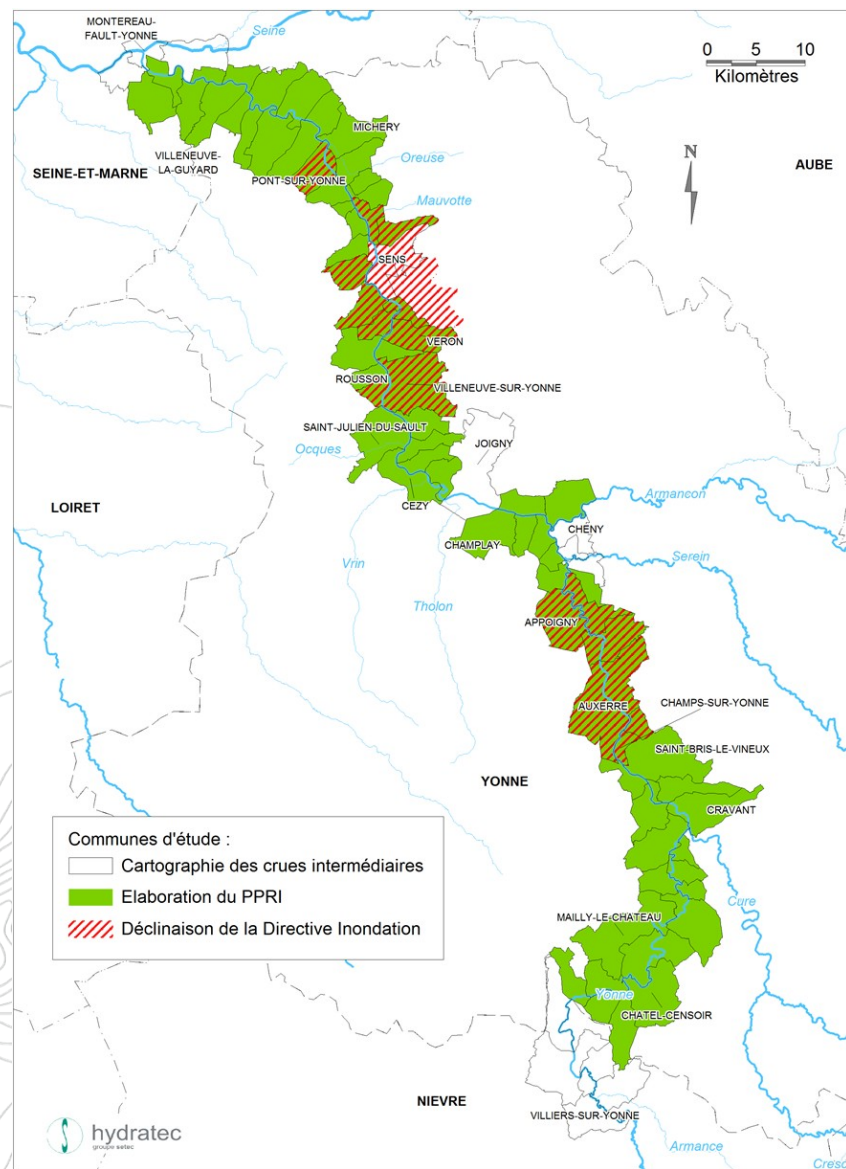 MONTEREAU-
FAULT-YONNE
Seine
0 5 10
Kilomètres
MICHERY
N
SEINE-ET-MARNE
VILLENEUVE-
LA-GUYARD
Oreuse
AUBE
PONT-SUR-YONNE
Mauvotte
SENS
VERON
ROUSSON
VILLENEUVE-SUR-YONNE
SAINT-JULIEN-DU-SAULT
JOIGNY
Ocques
LOIRET
CEZY
Armancon
CHÉNY
CHAMPLAY
Serein
Vrin
Tholon
APPOIGNY
AUXERRE
CHAMPS-SUR-YONNE
SAINT-BRIS-LE-VINEUX
YONNE
CRAVANT
Communes d'étude :
Cartographie des crues intermédiaires
Elaboration du PPRI
Déclinaison de la Directive Inondation
Cure
MAILLY-LE-CHATEAU
Yonne
CHATEL-CENSOIR
NIEVRE
VILLIERS-SUR-YONNE
hydratec
groupe setec
Armance